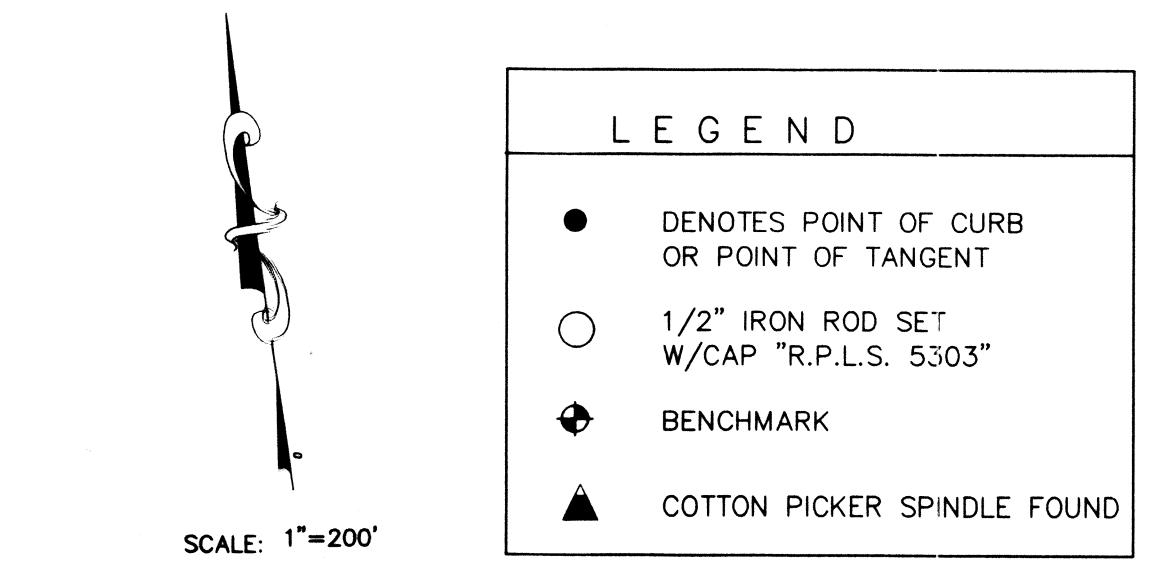 LEGEND
DENOTES POINT OF CURB
OR POINT OF TANGENT
1/2" IRON ROD SET
W/CAP "R.P.L.S. 5303"
BENCHMARK
COTTON PICKER SPINDLE FOUND
SCALE: 1"=200'